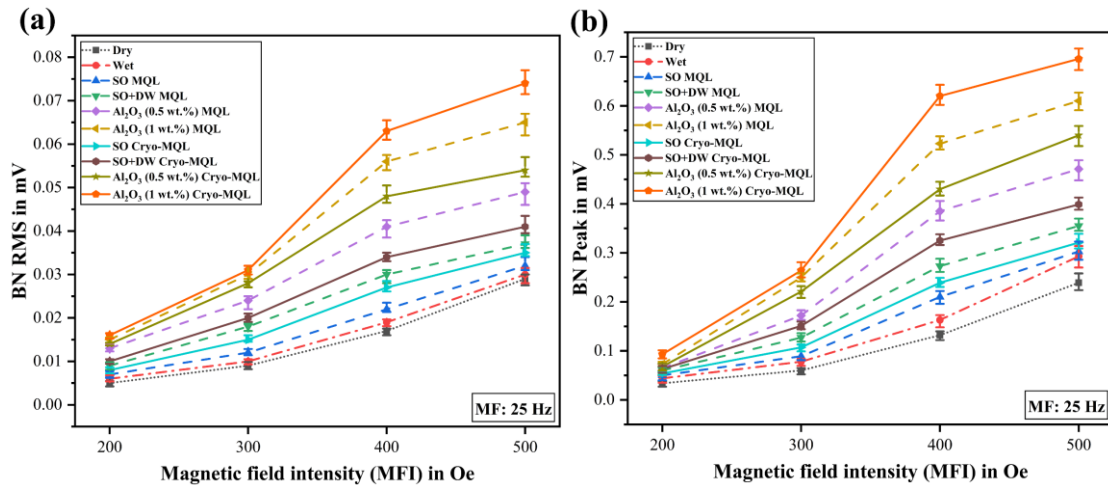 (a)
BN RMS in mV
0.08
0.07
0.06
0.05
0.04
0.03
0.02
0.01
0.00
Dry
Wet
SO MQL
SO+DW MQL
Al₂O₃ (0.5 wt.%) MQL
Al₂O₃ (1 wt.%) MQL
SO Cryo-MQL
SO+DW Cryo-MQL
Al₂O₃ (0.5 wt.%) Cryo-MQL
Al₂O₃ (1 wt.%) Cryo-MQL
MF: 25 Hz
200 300 400 500
Magnetic field intensity (MFI) in Oe
(b)
BN Peak in mV
0.7
0.6
0.5
0.4
0.3
0.2
0.1
0.0
Dry
Wet
SO MQL
SO+DW MQL
Al₂O₃ (0.5 wt.%) MQL
Al₂O₃ (1 wt.%) MQL
SO Cryo-MQL
SO+DW Cryo-MQL
Al₂O₃ (0.5 wt.%) Cryo-MQL
Al₂O₃ (1 wt.%) Cryo-MQL
MF: 25 Hz
200 300 400 500
Magnetic field intensity (MFI) in Oe